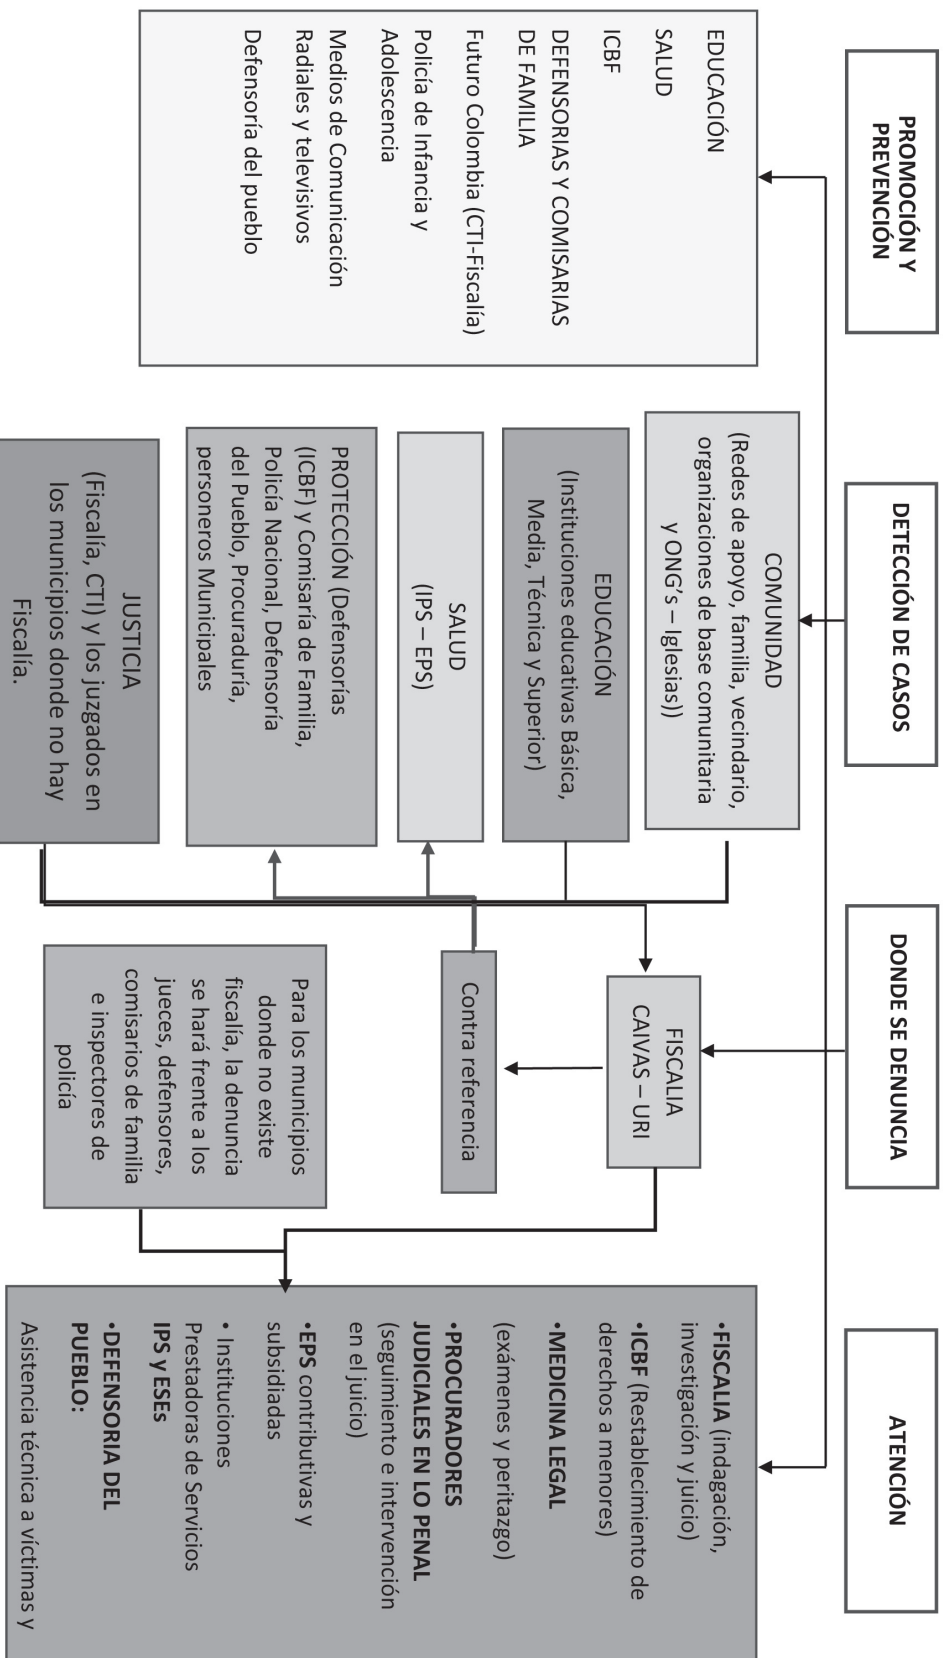 PROMOCIÓN Y
PREVENCIÓN
EDUCACIÓN
SALUD
ICBF
DEFENSORIAS Y COMISARIAS
DE FAMILIA
Futuro Colombia (CTI-Fiscalía)
Policía de Infancia y
Adolescencia
Medios de Comunicación
Radiales y televisivos
Defensoría del pueblo
DETECCIÓN DE CASOS
COMUNIDAD
(Redes de apoyo, familia, vecindario,
organizaciones de base comunitaria
y ONG's – Iglesias))
EDUCACIÓN
(Instituciones educativas Básica,
Media, Técnica y Superior)
SALUD
(IPS – EPS)
PROTECCIÓN (Defensorías
(ICBF) y Comisaría de Familia,
Policía Nacional, Defensoría
del Pueblo, Procuraduría,
personeros Municipales
JUSTICIA
(Fiscalía, CTI) y los juzgados en
los municipios donde no hay
Fiscalía.
DONDE SE DENUNCIA
FISCALIA
CAIVAS – URI
Contra referencia
Para los municipios
donde no existe
fiscalía, la denuncia
se hará frente a los
jueces, defensores,
comisarios de familia
e inspectores de
policía
ATENCIÓN
•FISCALIA (indagación,
investigación y juicio)
•ICBF (Restablecimiento de
derechos a menores)
•MEDICINA LEGAL
(exámenes y peritazgo)
•PROCURADORES
JUDICIALES EN LO PENAL
(seguimiento e intervención
en el juicio)
•EPS contributivas y
subsidiadas
• Instituciones
Prestadoras de Servicios
IPS y ESEs
•DEFENSORIA DEL
PUEBLO:
Asistencia técnica a víctimas y